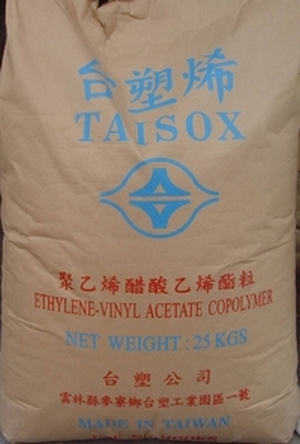 台塑烯
TAISOX
聚乙烯醋酸乙烯酯粒
ETHYLENE-VINYL ACETATE COPOLYMER
NET WEIGHT : 25 KGS
台塑公司
雲林縣麥寮鄉台塑工業園區一號
MADE IN TAIWAN